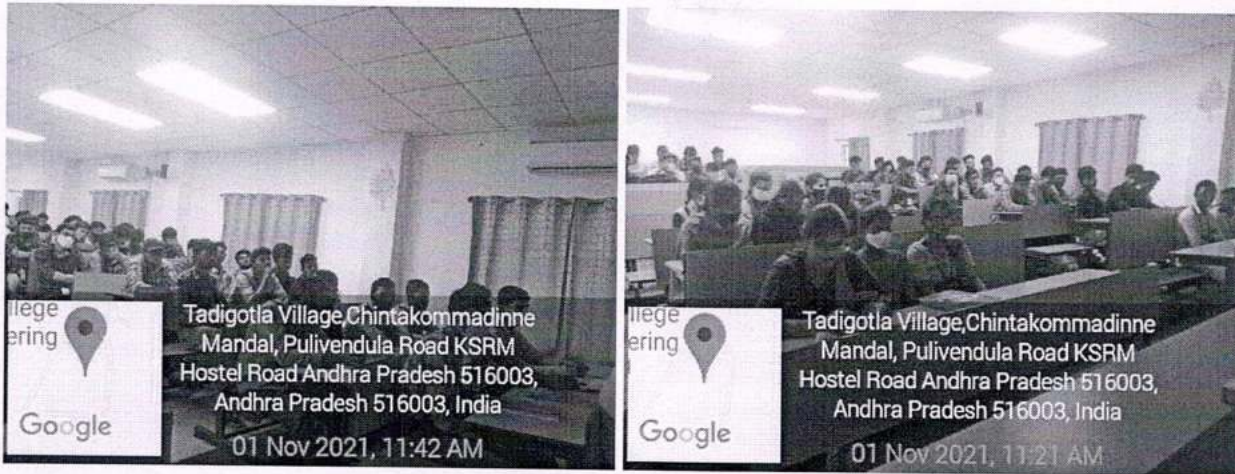 llege
ering
Google
Tadigotla Village,Chintakommadinne
Mandal, Pulivendula Road KSRM
Hostel Road Andhra Pradesh 516003,
Andhra Pradesh 516003, India
01 Nov 2021, 11:42 AM
llege
ering
Google
Tadigotla Village,Chintakommadinne
Mandal, Pulivendula Road KSRM
Hostel Road Andhra Pradesh 516003,
Andhra Pradesh 516003, India
01 Nov 2021, 11:21 AM